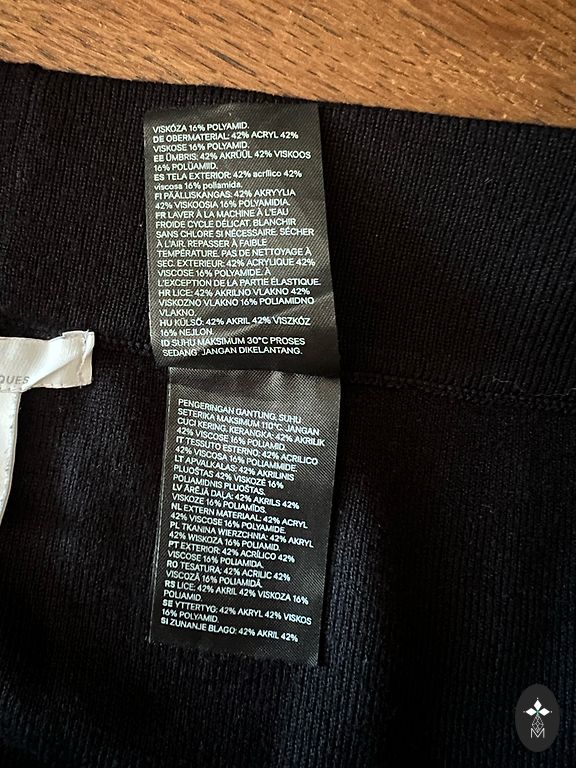 VISKÓZA 16% POLYAMID.
DE OBERMATERIAL: 42% ACRYL 42%
VISKOSE 16% POLYAMID.
EE ÜMBRIS: 42% AKRÜÜL 42% VISKOOS
16% POLÜAMIID.
ES TELA EXTERIOR: 42% acrílico 42%
viscosa 16% poliamida.
FI PÄÄLLISKANGAS: 42% AKRYYLIA
42% VISKOOSIA 16% POLYAMIDIA.
FR LAVER À LA MACHINE À L'EAU
FROIDE CYCLE DÉLICAT. BLANCHIR
SANS CHLORE SI NÉCESSAIRE. SÉCHER
À L'AIR. REPASSER À FAIBLE
TEMPÉRATURE. PAS DE NETTOYAGE À
SEC. EXTERIEUR: 42% ACRYLIQUE 42%
VISCOSE 16% POLYAMIDE. À
L'EXCEPTION DE LA PARTIE ÉLASTIQUE.
HR LICE: 42% AKRILNO VLAKNO 42%
VISKOZNO VLAKNO 16% POLIAMIDNO
VLAKNO.
HU KÜLSŐ: 42% AKRIL 42% VISZKÓZ
16% NEJLON.
ID SUHU MAKSIMUM 30°C PROSES
SEDANG. JANGAN DIKELANTANG.
QUES
PENGERINGAN GANTUNG. SUHU
SETERIKA MAKSIMUM 110°C. JANGAN
CUCI KERING. KERANGKA: 42% AKRILIK
42% VISCOSE 16% POLIAMID.
IT TESSUTO ESTERNO: 42% ACRILICO
42% VISCOSA 16% POLIAMMIDE.
LT APVALKALAS: 42% AKRILINIS
PLUOŠTAS 42% VISKOZĖ 16%
POLIAMIDNIS PLUOŠTAS.
LV ĀRĒJĀ DAĻA: 42% AKRILS 42%
VISKOZE 16% POLIAMĪDS.
NL EXTERN MATERIAAL: 42% ACRYL
42% VISCOSE 16% POLYAMIDE.
PL TKANINA WIERZCHNIA: 42% AKRYL
42% WISKOZA 16% POLIAMID.
PT EXTERIOR: 42% ACRÍLICO 42%
VISCOSE 16% POLIAMIDA.
RO TESATURA: 42% ACRILIC 42%
VISCOZĂ 16% POLIAMIDĂ.
RS LICE: 42% AKRIL 42% VISKOZA 16%
POLIAMID.
SE YTTERTYG: 42% AKRYL 42% VISKOS
16% POLYAMID.
SI ZUNANJE BLAGO: 42% AKRIL 42%